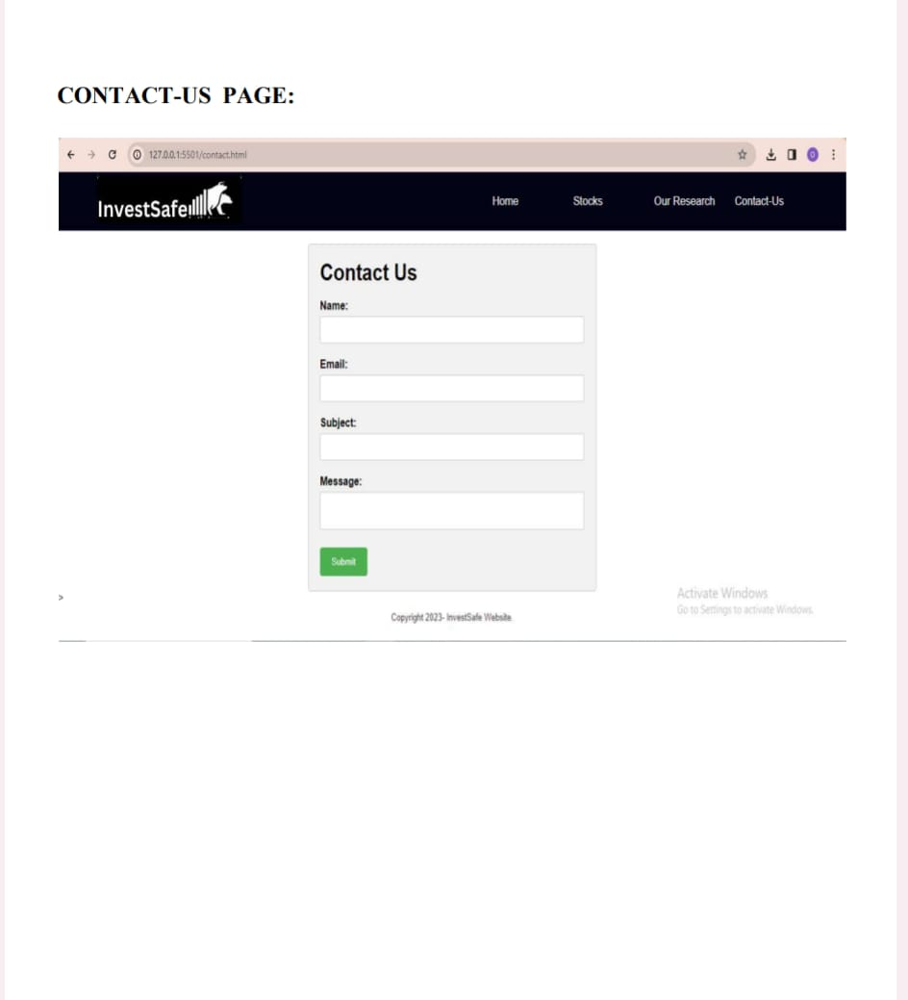 CONTACT-US PAGE:
127.0.0.1:5501/contact.html
InvestSafe
Home Stocks Our Research Contact-Us
Contact Us
Name:
Email:
Subject:
Message:
Submit
>
Activate Windows
Go to Settings to activate Windows.
Copyright 2023- InvestSafe Website.